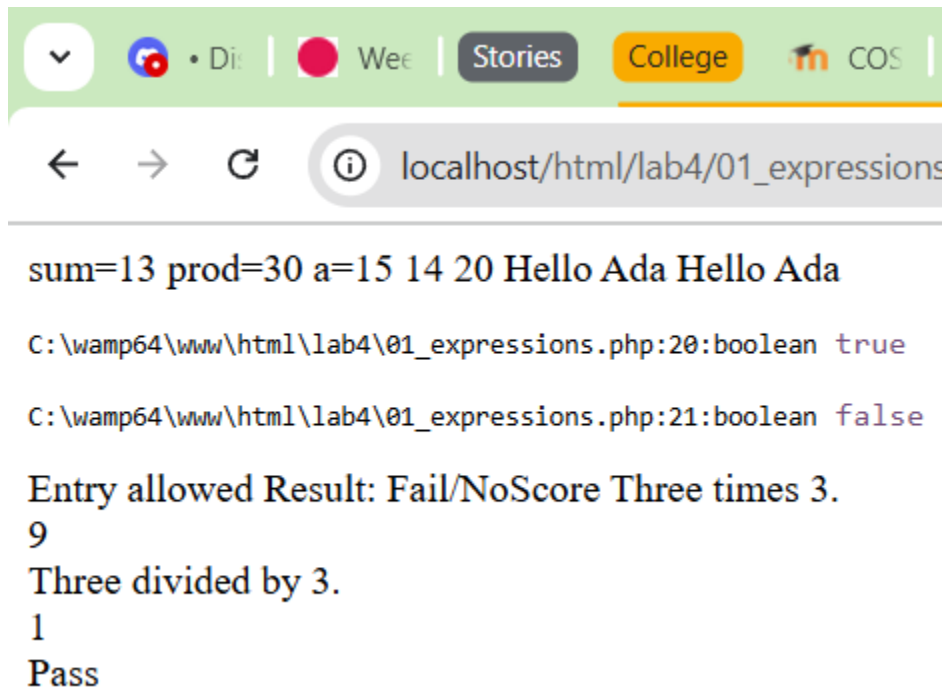 • Di
Wee
Stories
College
COS
localhost/html/lab4/01_expressions
sum=13 prod=30 a=15 14 20 Hello Ada Hello Ada
C:\wamp64\www\html\lab4\01_expressions.php:20:boolean true
C:\wamp64\www\html\lab4\01_expressions.php:21:boolean false
Entry allowed Result: Fail/NoScore Three times 3.
9
Three divided by 3.
1
Pass